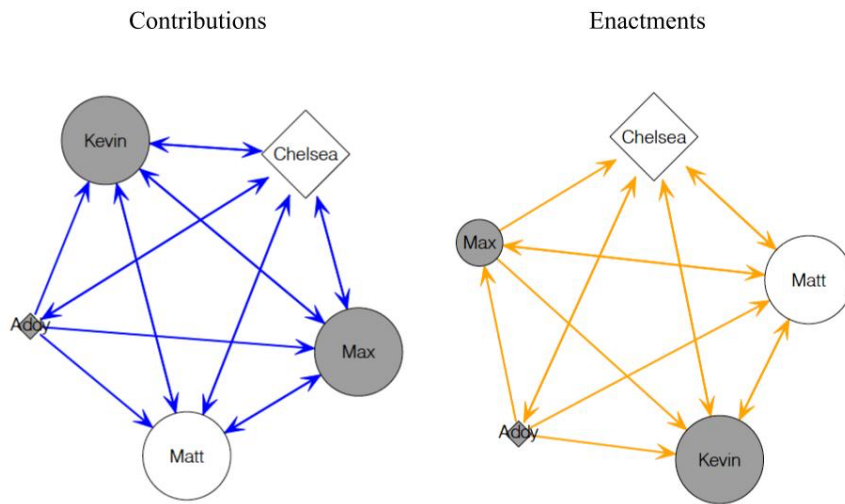 Contributions
Kevin
Chelsea
Addy
Max
Matt
Enactments
Chelsea
Max
Matt
Addy
Kevin